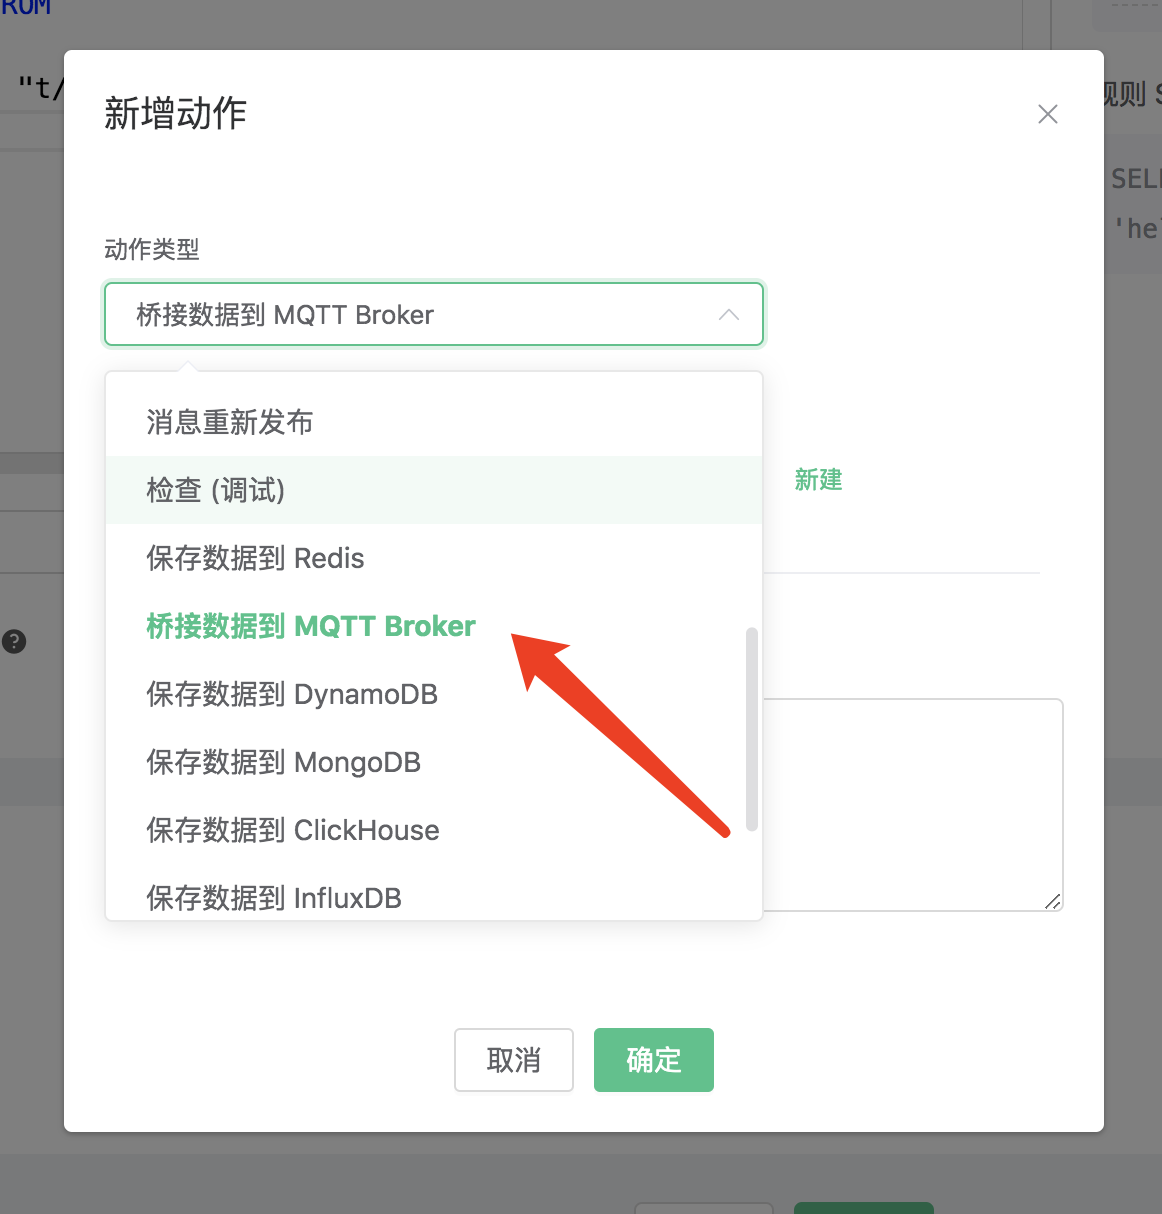 ROM
"t/
新增动作
规则 S
SELE
'hel
动作类型
桥接数据到 MQTT Broker
消息重新发布
检查 (调试)
新建
保存数据到 Redis
桥接数据到 MQTT Broker
?
保存数据到 DynamoDB
保存数据到 MongoDB
保存数据到 ClickHouse
保存数据到 InfluxDB
取消
确定